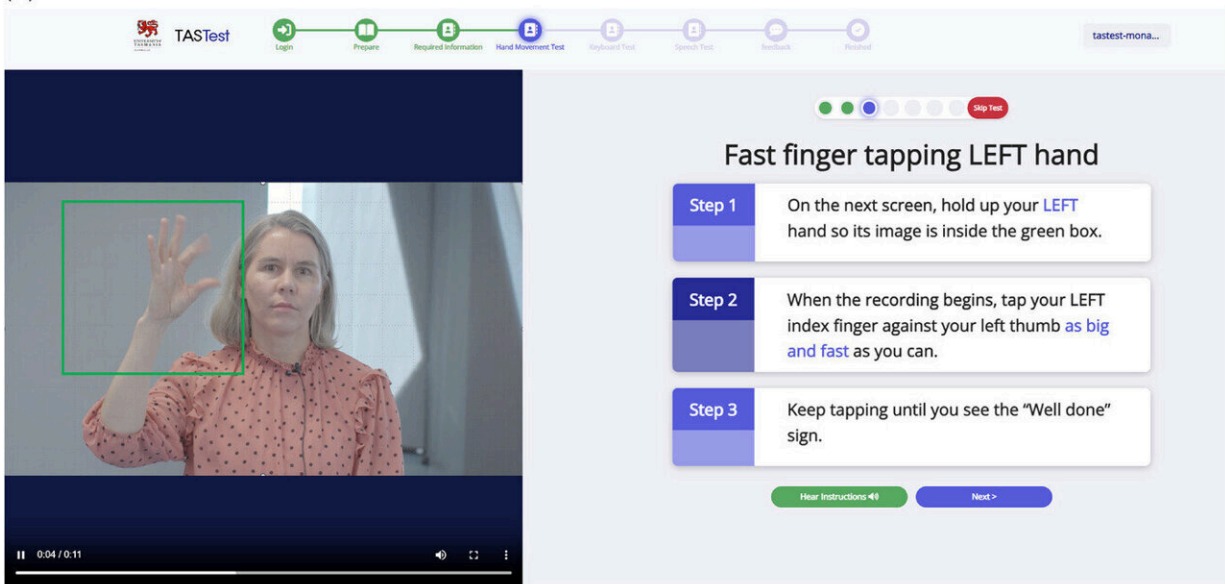 TASTest
UNIVERSITY of
TASMANIA
Login
Prepare
Required Information
Hand Movement Test
Keyboard Test
Speech Test
feedback
Finished
tastest-mona...
Skip Test
Fast finger tapping LEFT hand
Step 1
On the next screen, hold up your LEFT
hand so its image is inside the green box.
Step 2
When the recording begins, tap your LEFT
index finger against your left thumb as big
and fast as you can.
Step 3
Keep tapping until you see the “Well done”
sign.
Hear Instructions
Next >
0:04 / 0:11